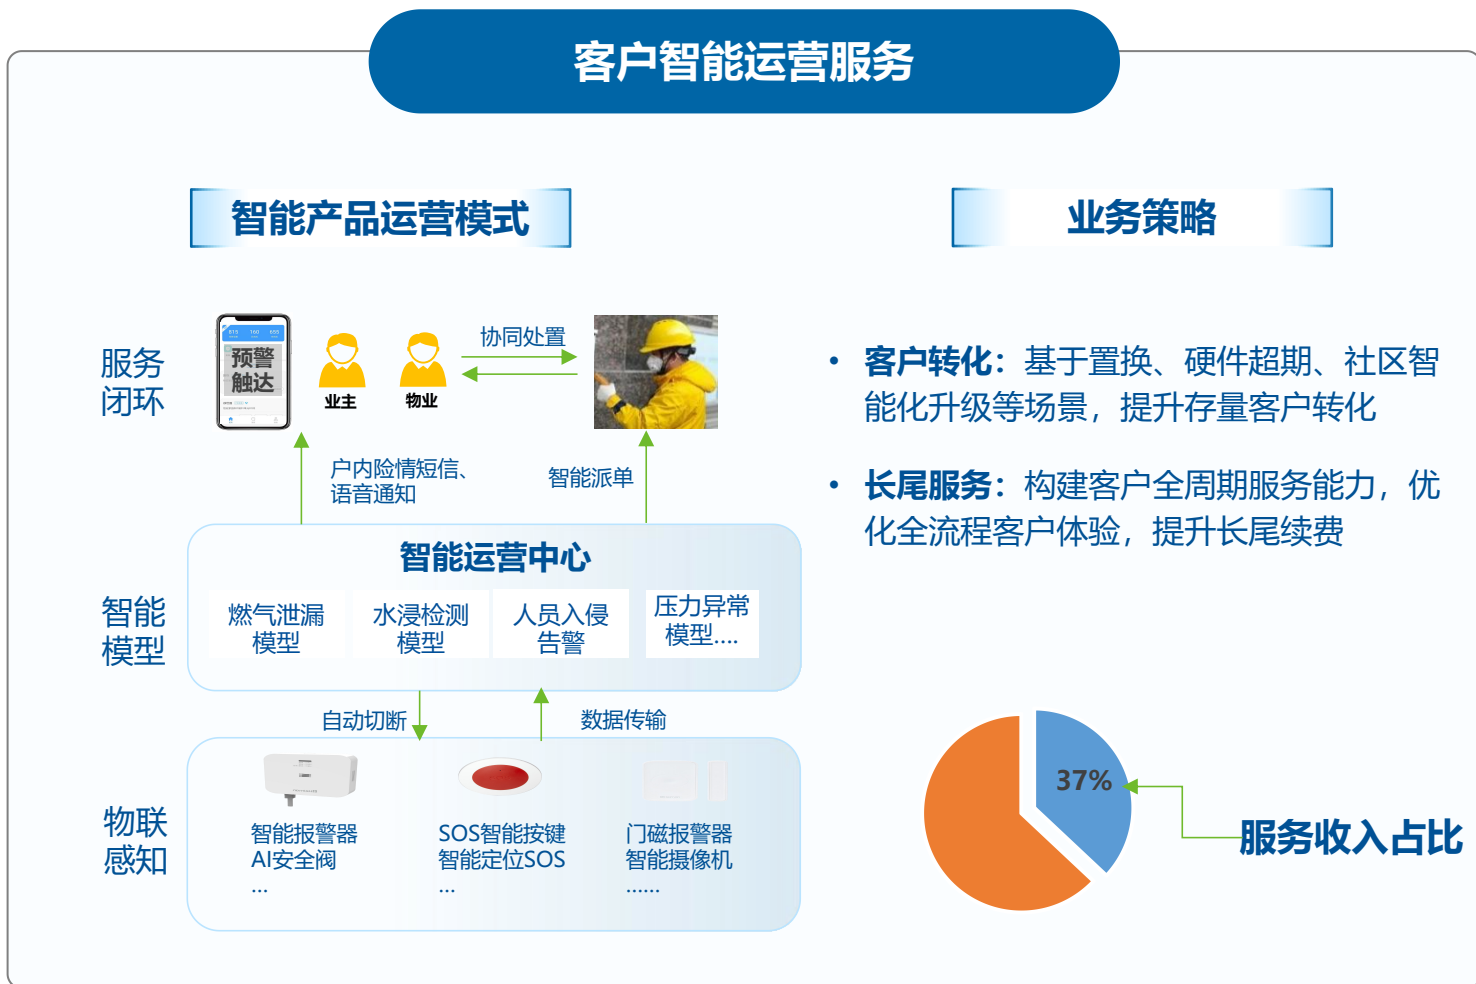 客户智能运营服务
智能产品运营模式
服务
闭环
预警
触达
业主
物业
协同处置
户内险情短信、
语音通知
智能派单
智能
模型
智能运营中心
燃气泄漏
模型
水浸检测
模型
人员入侵
告警
压力异常
模型....
自动切断
数据传输
物联
感知
智能报警器
AI安全阀
...
SOS智能按键
智能定位SOS
...
门磁报警器
智能摄像机
......
业务策略
• 客户转化：基于置换、硬件超期、社区智
能化升级等场景，提升存量客户转化
• 长尾服务：构建客户全周期服务能力，优
化全流程客户体验，提升长尾续费
37%
服务收入占比